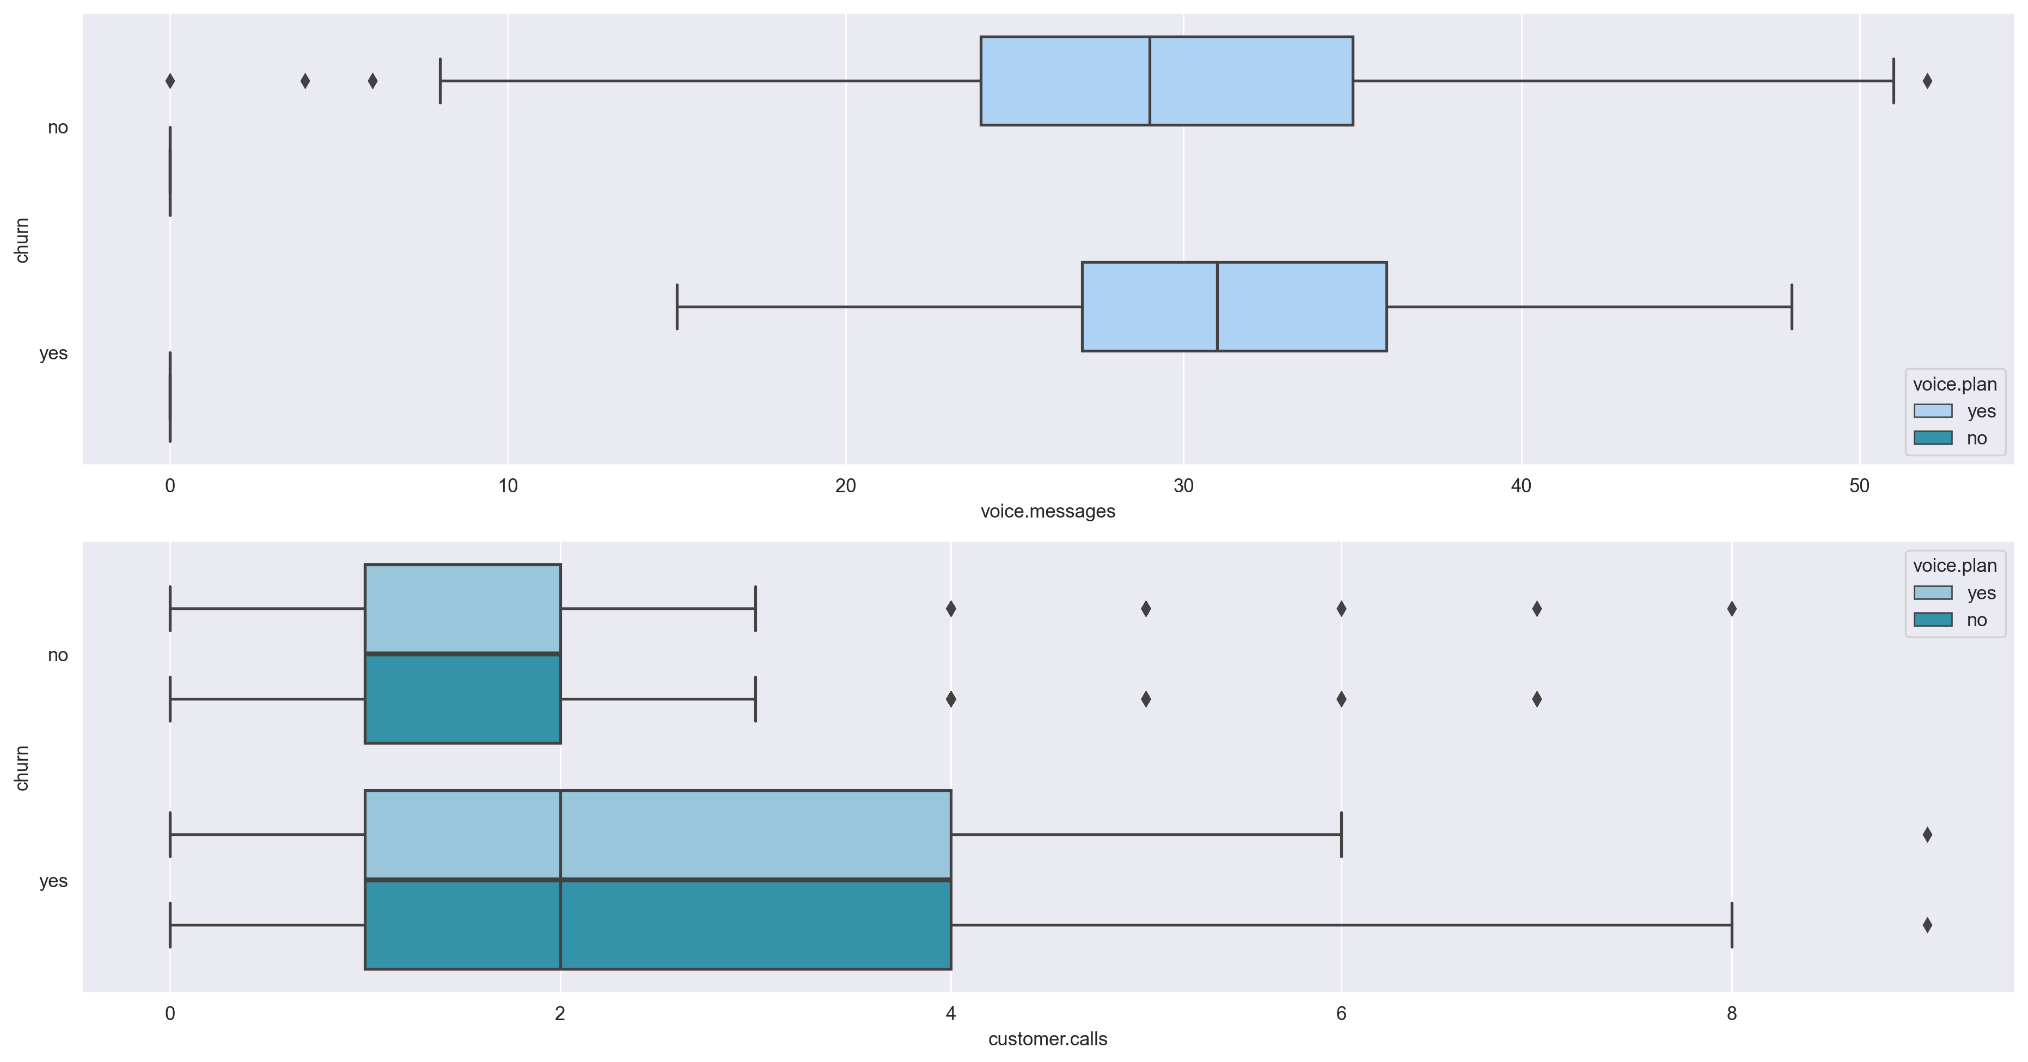 no
churn
yes
voice.plan
yes
no
0 10 20 30 40 50
voice.messages
voice.plan
yes
no
no
churn
yes
0 2 4 6 8
customer.calls